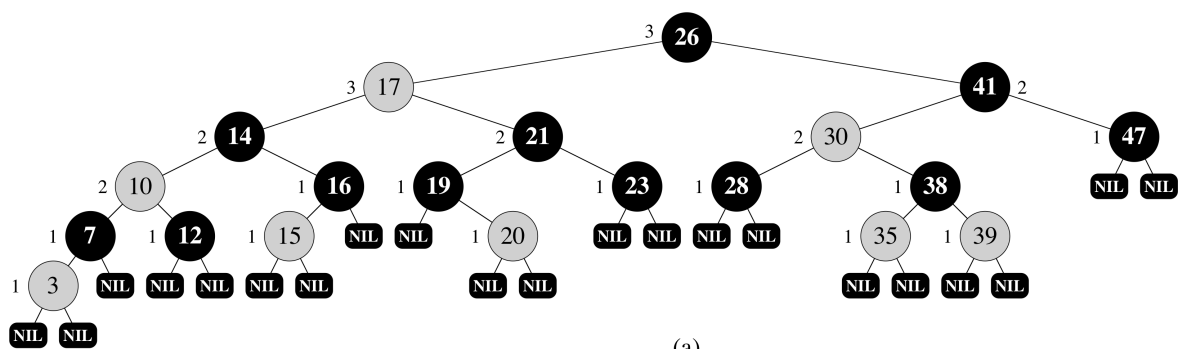 3 26
3 17 41 2
2 14 2 21 2 30 1 47
NIL NIL
2 10 1 16 1 19 1 23 1 28 1 38
1 7 1 12 1 15 NIL NIL 1 20 NIL NIL NIL NIL 1 35 1 39
1 3 NIL NIL NIL NIL NIL NIL NIL NIL NIL NIL NIL
NIL NIL
(a)